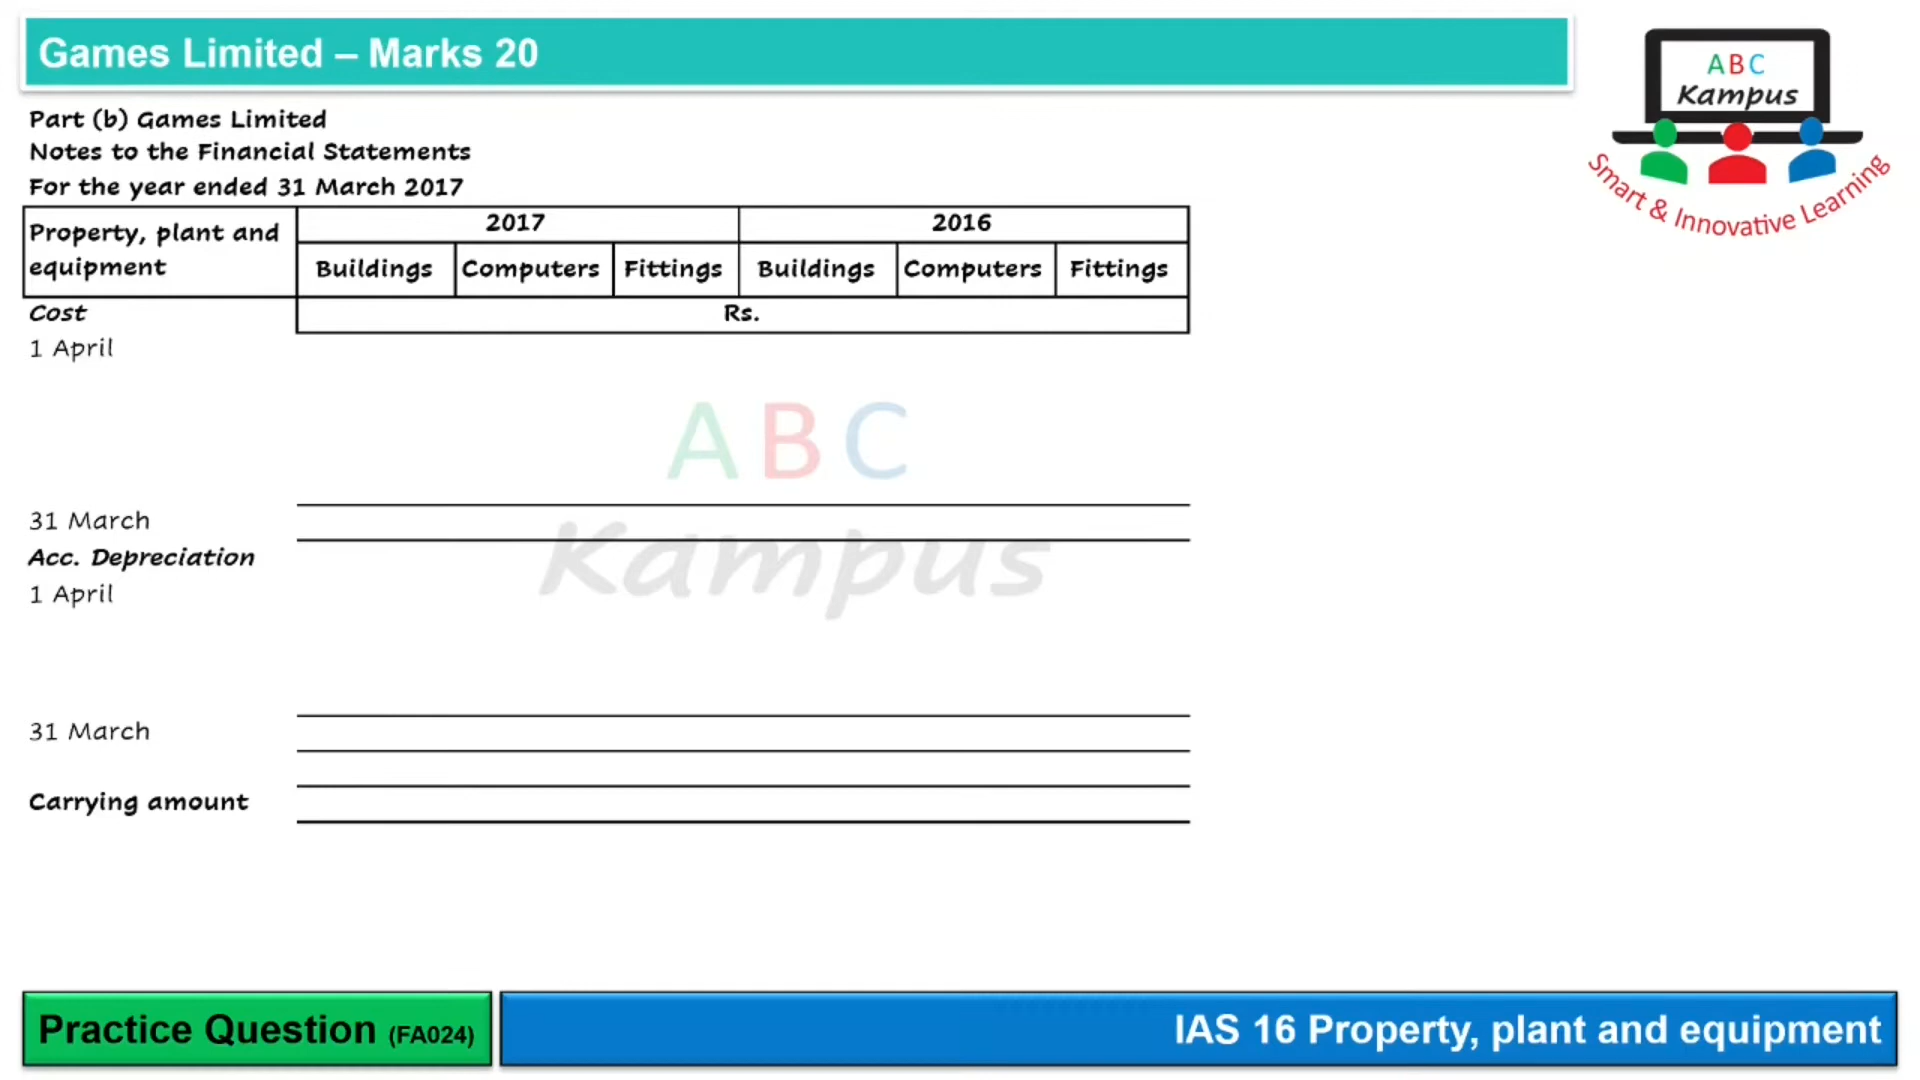 Games Limited – Marks 20
ABC
Kampus
Smart & Innovative Learning
Part (b) Games Limited
Notes to the Financial Statements
For the year ended 31 March 2017
Property, plant and equipment
2017
2016
Buildings
Computers
Fittings
Buildings
Computers
Fittings
Cost
Rs.
1 April
ABC
Kampus
31 March
Acc. Depreciation
1 April
31 March
Carrying amount
Practice Question (FA024)
IAS 16 Property, plant and equipment